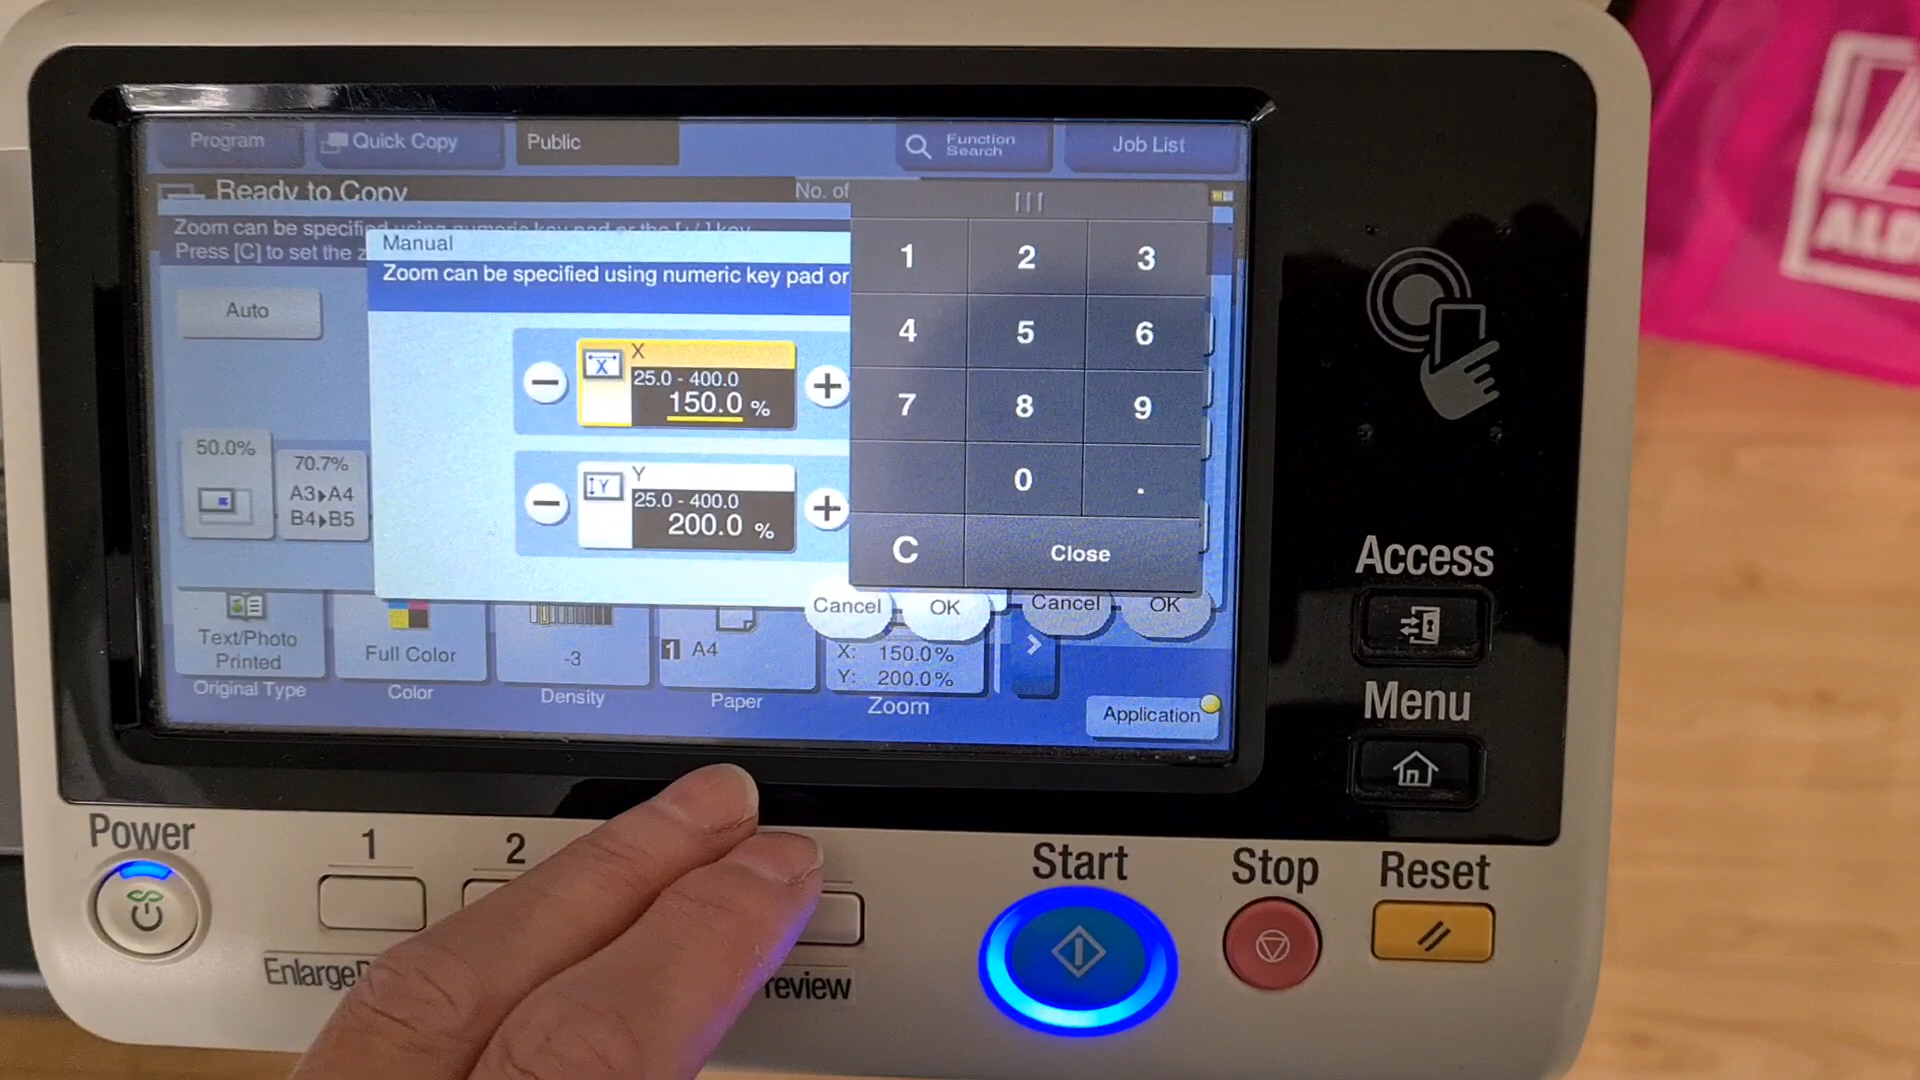 Program
Quick Copy
Public
Function
Search
Job List
Ready to Copy
No. of
Zoom can be specified using numeric key pad or the [+/-] key
Press [C] to set the z
Manual
Zoom can be specified using numeric key pad or
Auto
X
X
25.0 - 400.0
150.0 %
Y
Y
25.0 - 400.0
200.0 %
50.0%
70.7%
A3▸A4
B4▸B5
1 2 3
4 5 6
7 8 9
0 .
C Close
Cancel OK
Cancel OK
Text/Photo
Printed
Original Type
Full Color
Color
-3
Density
1 A4
Paper
X: 150.0%
Y: 200.0%
Zoom
Application
Access
Menu
Power
1
2
Enlarge
review
Start
Stop
Reset